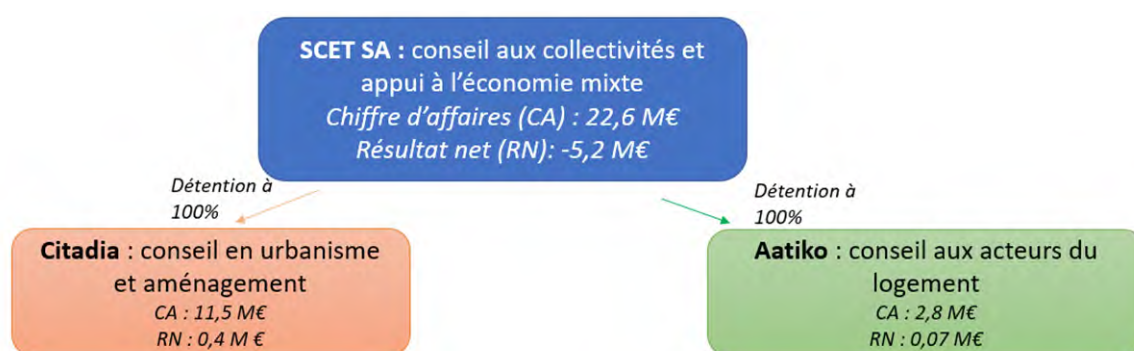 SCET SA : conseil aux collectivités et
appui à l'économie mixte
Chiffre d'affaires (CA) : 22,6 M€
Résultat net (RN): -5,2 M€
Détention à
100%
Détention à
100%
Citadia : conseil en urbanisme
et aménagement
CA : 11,5 M€
RN : 0,4 M €
Aatiko : conseil aux acteurs du
logement
CA : 2,8 M€
RN : 0,07 M€